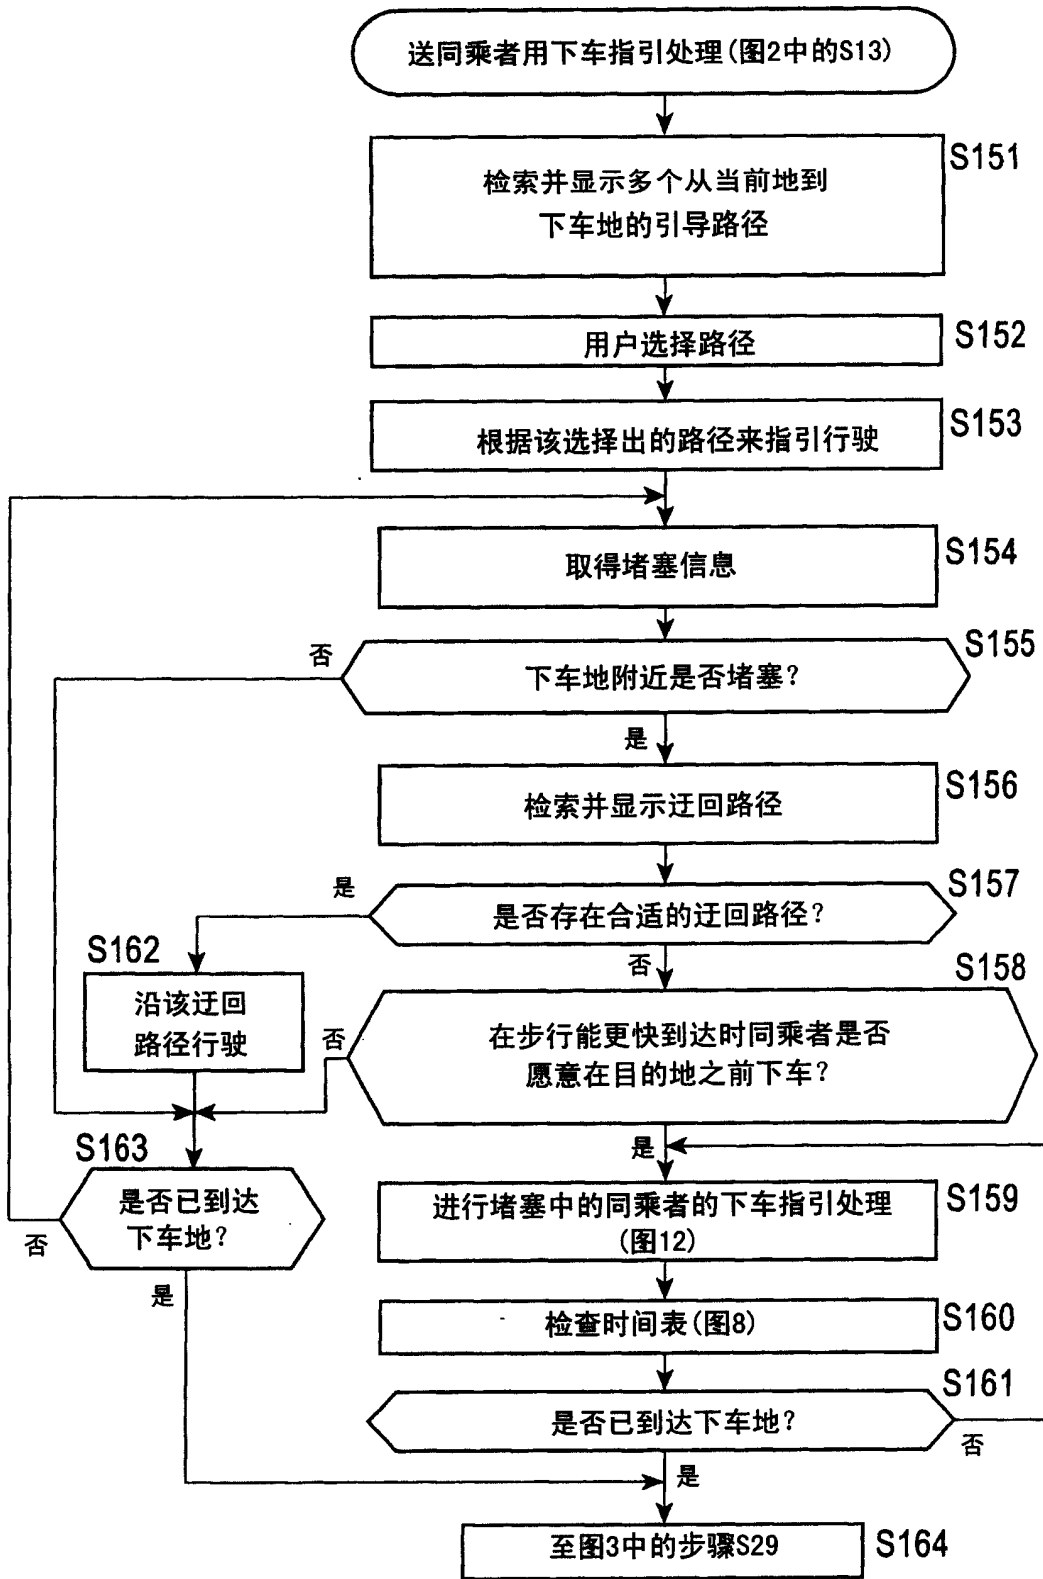 送同乘者用下车指引处理(图2中的S13)
S151
检索并显示多个从当前地到
下车地的引导路径
S152
用户选择路径
S153
根据该选择出的路径来指引行驶
S154
取得堵塞信息
S155
否
下车地附近是否堵塞?
是
S156
检索并显示迂回路径
S157
是
是否存在合适的迂回路径?
S162
否
S158
沿该迂回
路径行驶
否
在步行能更快到达时同乘者是否
愿意在目的地之前下车?
S163
是
是否已到达
下车地?
否
S159
进行堵塞中的同乘者的下车指引处理
(图12)
是
S160
检查时间表(图8)
S161
是否已到达下车地?
否
是
至图3中的步骤S29
S164